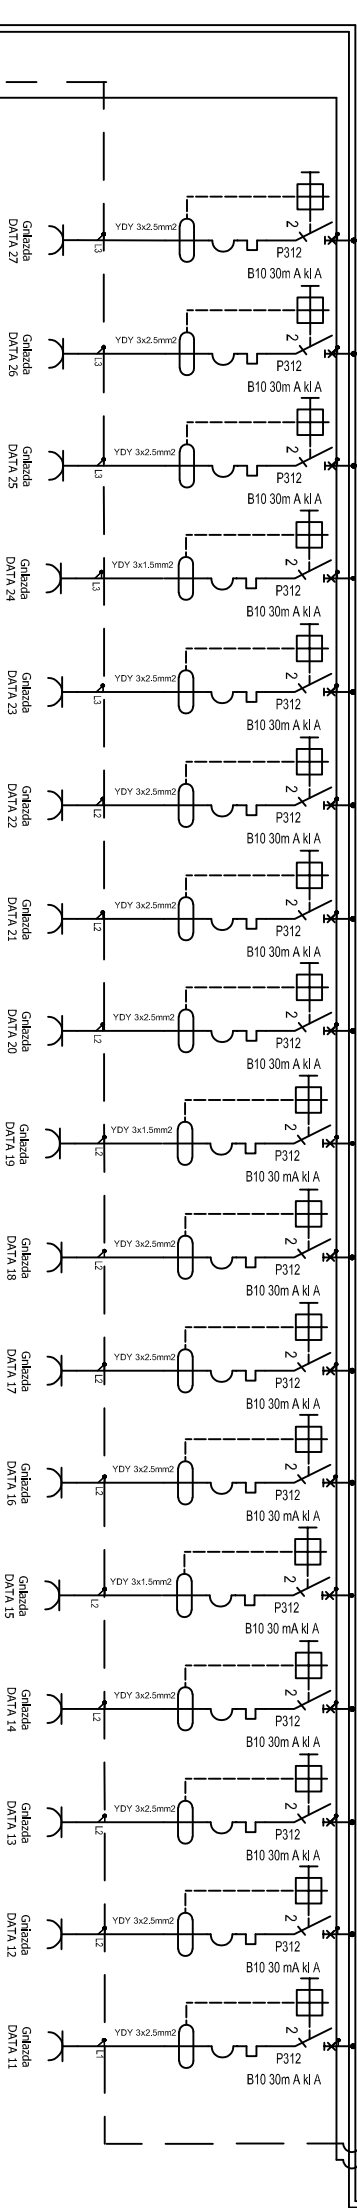 YDY 3x2.5mm2
2
P312
B10 30m A kl A
L3
Gniazda
DATA 27
YDY 3x2.5mm2
2
P312
B10 30m A kl A
L3
Gniazda
DATA 26
YDY 3x2.5mm2
2
P312
B10 30m A kl A
L3
Gniazda
DATA 25
YDY 3x1.5mm2
2
P312
B10 30m A kl A
L3
Gniazda
DATA 24
YDY 3x2.5mm2
2
P312
B10 30m A kl A
L3
Gniazda
DATA 23
YDY 3x2.5mm2
2
P312
B10 30m A kl A
L2
Gniazda
DATA 22
YDY 3x2.5mm2
2
P312
B10 30m A kl A
L2
Gniazda
DATA 21
YDY 3x2.5mm2
2
P312
B10 30m A kl A
L2
Gniazda
DATA 20
YDY 3x1.5mm2
2
P312
B10 30 mA kl A
L2
Gniazda
DATA 19
YDY 3x2.5mm2
2
P312
B10 30m A kl A
L2
Gniazda
DATA 18
YDY 3x2.5mm2
2
P312
B10 30m A kl A
L2
Gniazda
DATA 17
YDY 3x2.5mm2
2
P312
B10 30 mA kl A
L2
Gniazda
DATA 16
YDY 3x1.5mm2
2
P312
B10 30 mA kl A
L2
Gniazda
DATA 15
YDY 3x2.5mm2
2
P312
B10 30m A kl A
L2
Gniazda
DATA 14
YDY 3x2.5mm2
2
P312
B10 30m A kl A
L2
Gniazda
DATA 13
YDY 3x2.5mm2
2
P312
B10 30 mA kl A
L2
Gniazda
DATA 12
YDY 3x2.5mm2
2
P312
B10 30m A kl A
L1
Gniazda
DATA 11